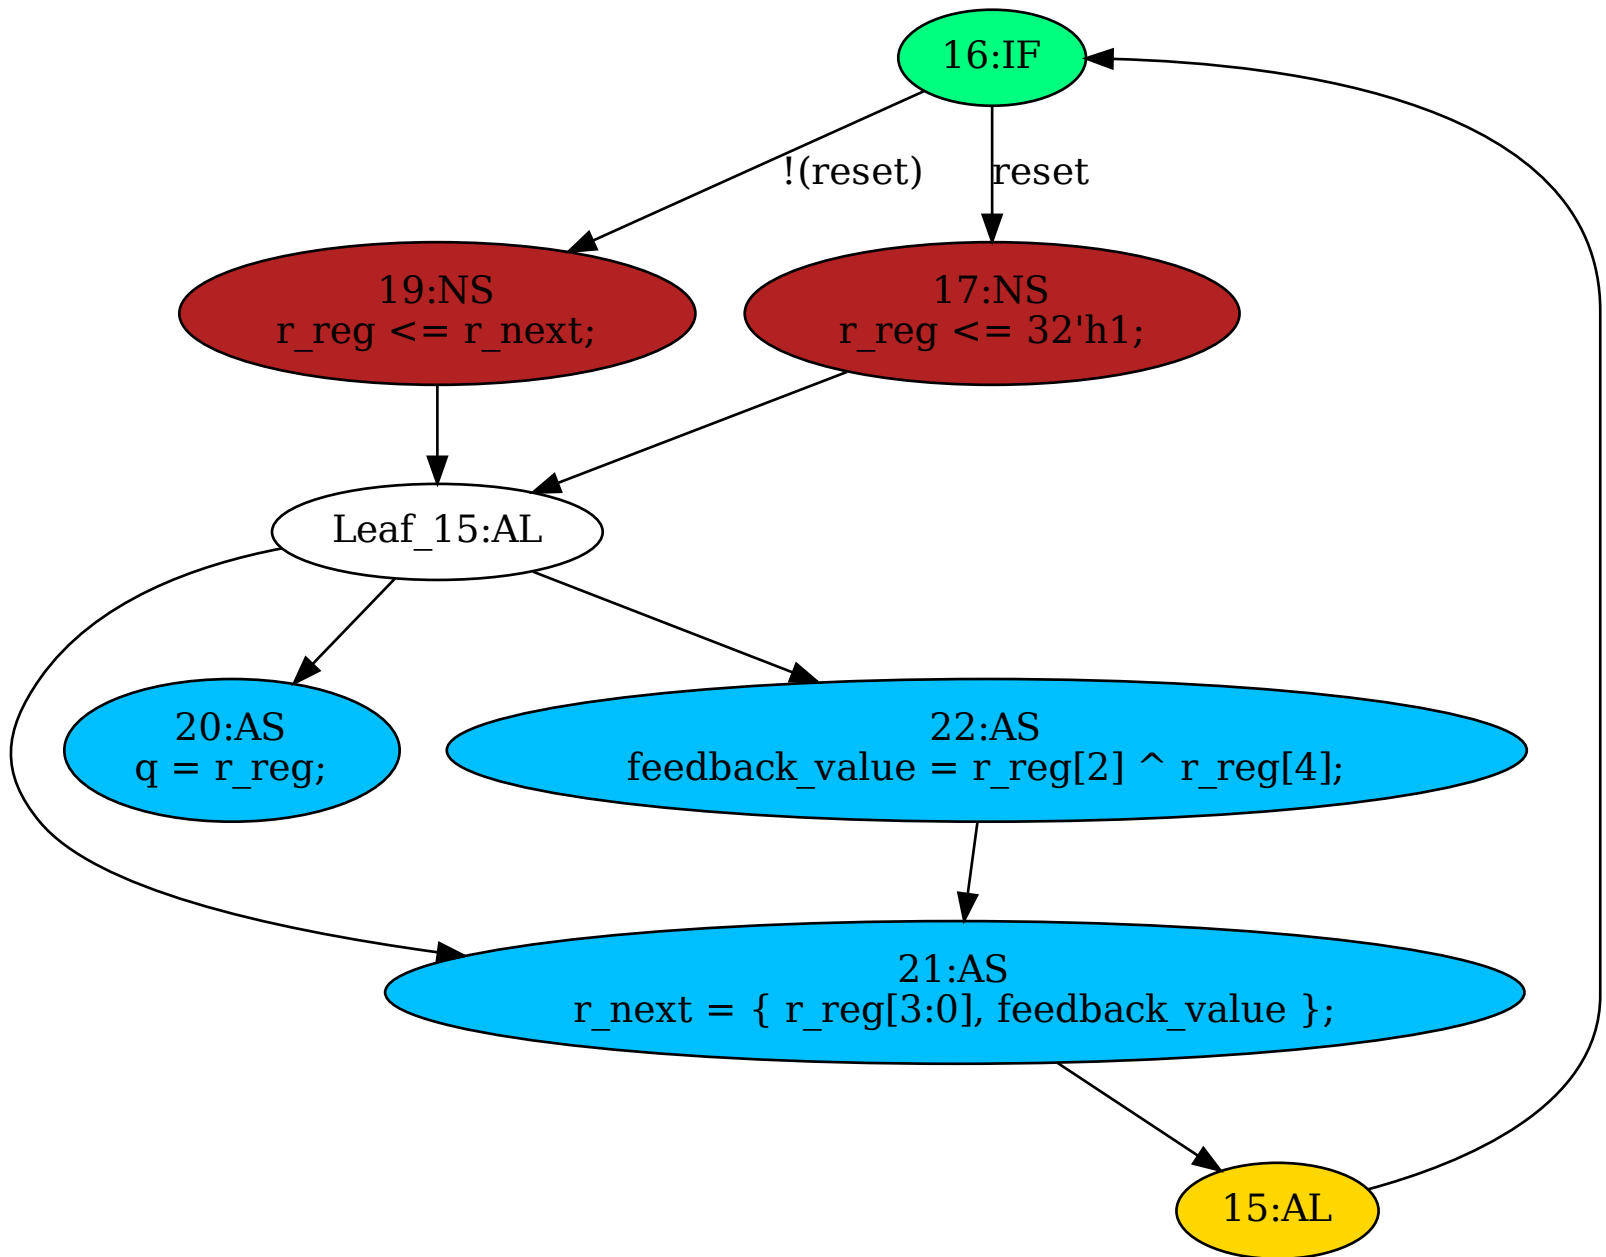 16:IF
!(reset)
reset
19:NS
r_reg <= r_next;
17:NS
r_reg <= 32'h1;
Leaf_15:AL
20:AS
q = r_reg;
22:AS
feedback_value = r_reg[2] ^ r_reg[4];
21:AS
r_next = { r_reg[3:0], feedback_value };
15:AL